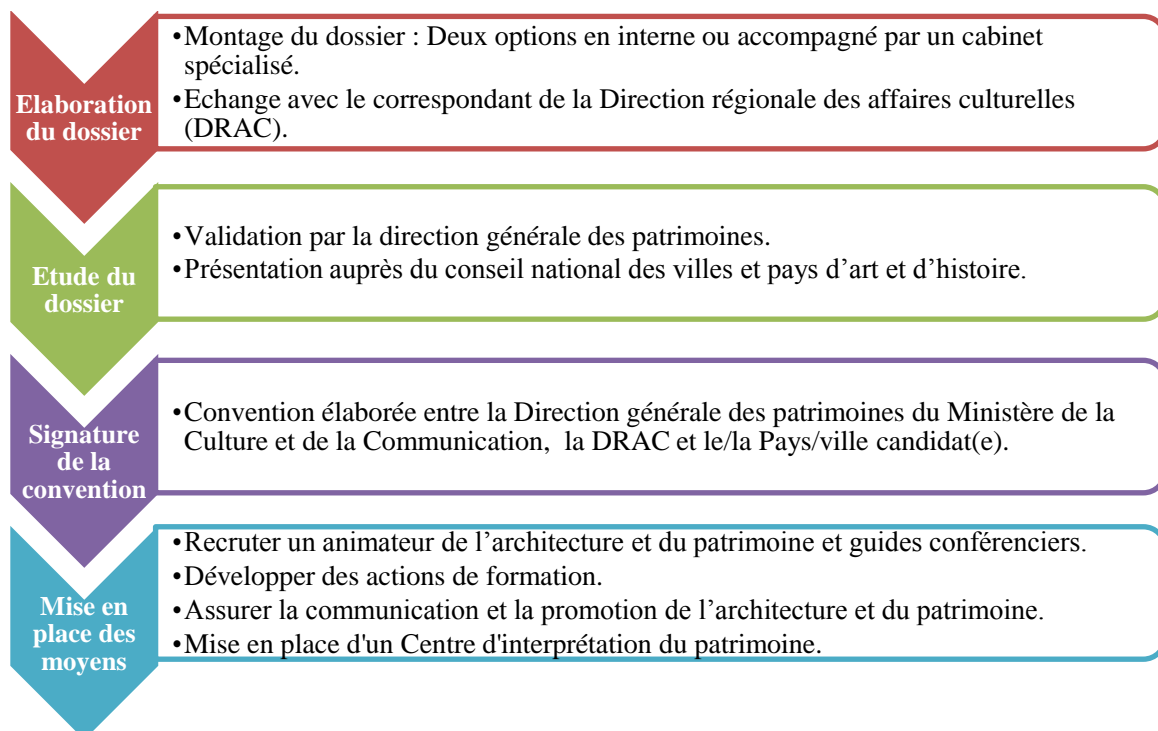 Elaboration
du dossier
•Montage du dossier : Deux options en interne ou accompagné par un cabinet
spécialisé.
•Echange avec le correspondant de la Direction régionale des affaires culturelles
(DRAC).
Etude du
dossier
•Validation par la direction générale des patrimoines.
•Présentation auprès du conseil national des villes et pays d’art et d’histoire.
Signature
de la
convention
•Convention élaborée entre la Direction générale des patrimoines du Ministère de la
Culture et de la Communication, la DRAC et le/la Pays/ville candidat(e).
Mise en
place des
moyens
•Recruter un animateur de l’architecture et du patrimoine et guides conférenciers.
•Développer des actions de formation.
•Assurer la communication et la promotion de l’architecture et du patrimoine.
•Mise en place d'un Centre d'interprétation du patrimoine.